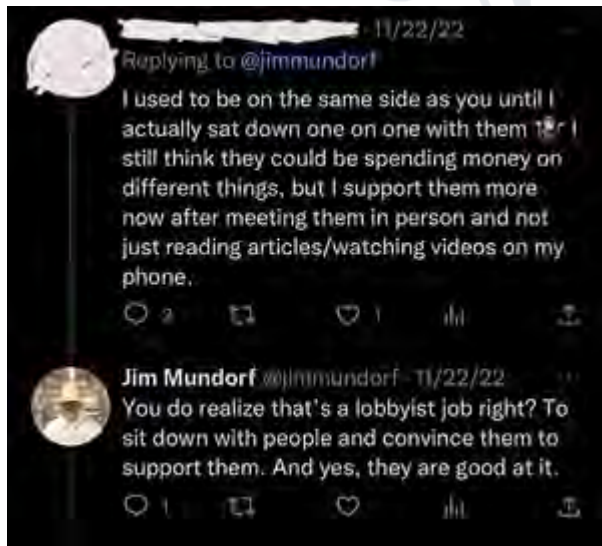 11/22/22
Replying to @jimmundorf
I used to be on the same side as you until I
actually sat down one on one with them I
still think they could be spending money on
different things, but I support them more
now after meeting them in person and not
just reading articles/watching videos on my
phone.
2 1
Jim Mundorf @jimmundorf · 11/22/22
You do realize that's a lobbyist job right? To
sit down with people and convince them to
support them. And yes, they are good at it.
1